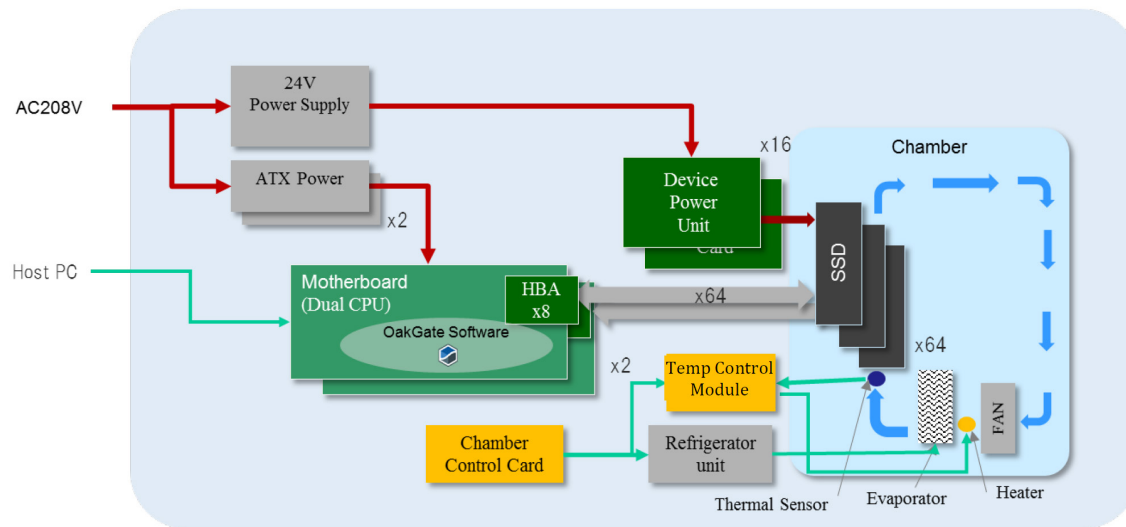 24V
Power Supply
AC208V
ATX Power
x2
x16
Chamber
Device
Power
Unit
Card
SSD
Host PC
Motherboard
(Dual CPU)
HBA
x8
x64
OakGate Software
x64
x2
Temp Control
Module
FAN
Chamber
Control Card
Refrigerator
unit
Thermal Sensor
Evaporator
Heater